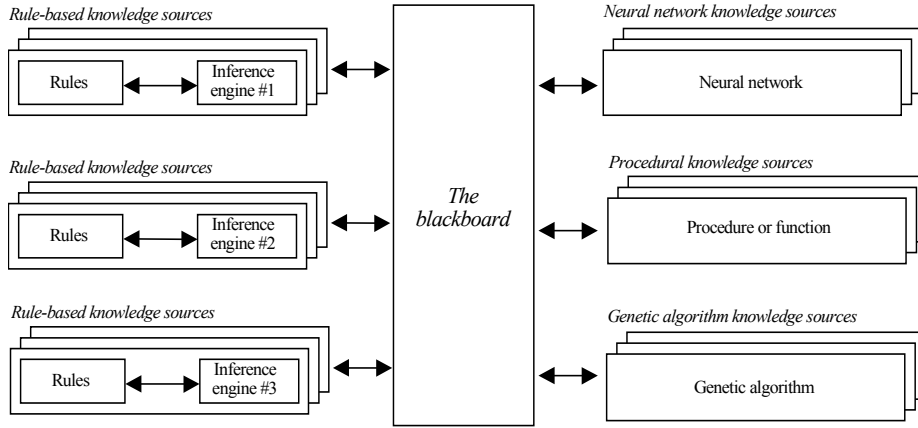 Rule-based knowledge sources
Rules
Inference
engine #1
Rule-based knowledge sources
Rules
Inference
engine #2
Rule-based knowledge sources
Rules
Inference
engine #3
The
blackboard
Neural network knowledge sources
Neural network
Procedural knowledge sources
Procedure or function
Genetic algorithm knowledge sources
Genetic algorithm